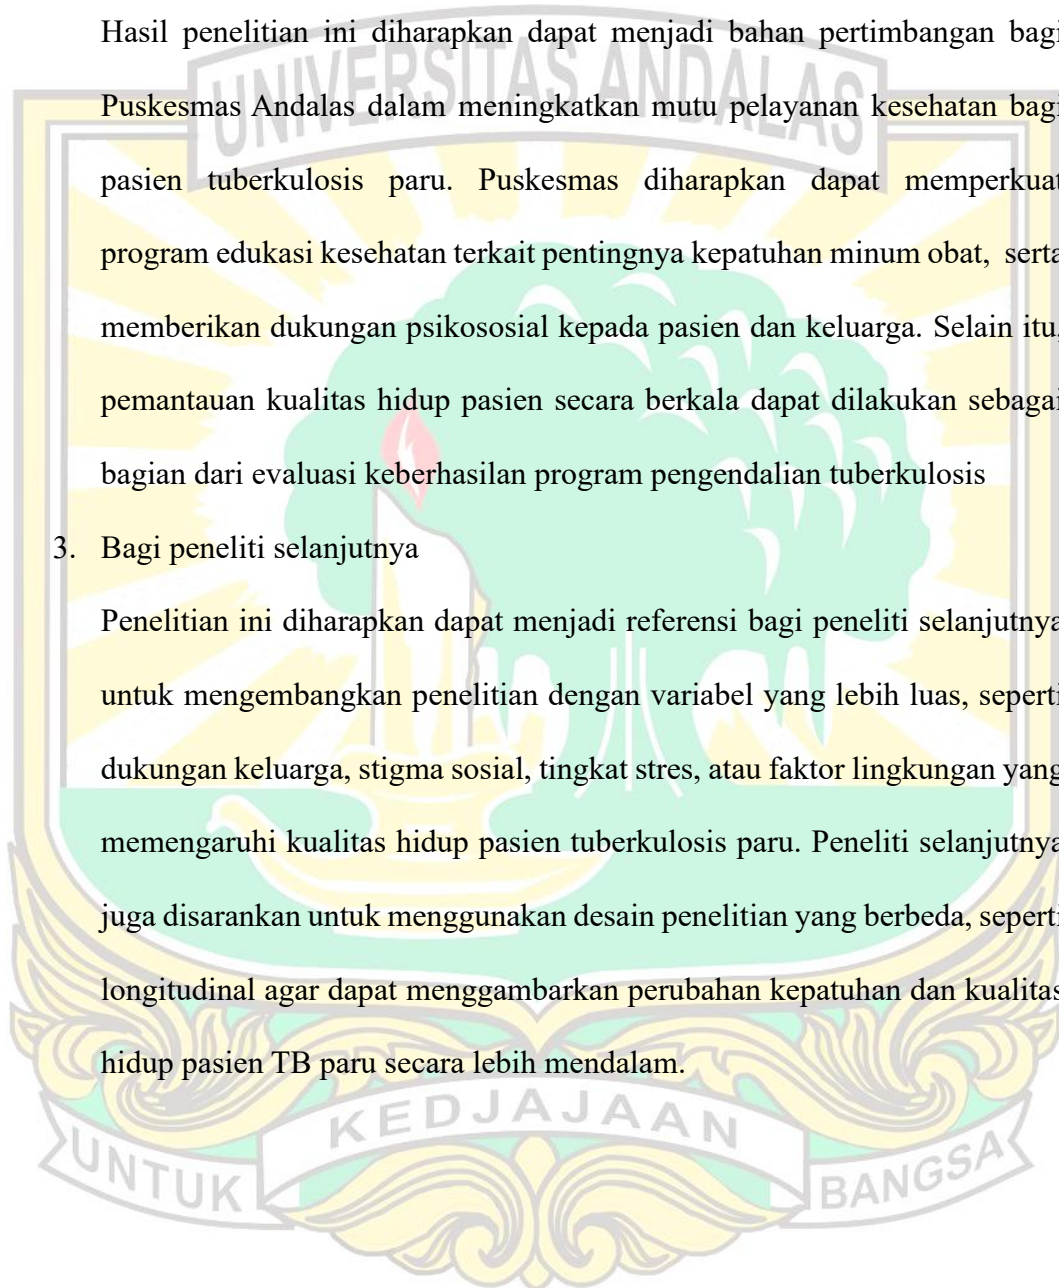 Hasil penelitian ini diharapkan dapat menjadi bahan pertimbangan bagi
UNIVERSITAS ANDALAS
Puskesmas Andalas dalam meningkatkan mutu pelayanan kesehatan bagi
pasien tuberkulosis paru. Puskesmas diharapkan dapat memperkuat
program edukasi kesehatan terkait pentingnya kepatuhan minum obat, serta
memberikan dukungan psikososial kepada pasien dan keluarga. Selain itu,
pemantauan kualitas hidup pasien secara berkala dapat dilakukan sebagai
bagian dari evaluasi keberhasilan program pengendalian tuberkulosis
3. Bagi peneliti selanjutnya
Penelitian ini diharapkan dapat menjadi referensi bagi peneliti selanjutnya
untuk mengembangkan penelitian dengan variabel yang lebih luas, seperti
dukungan keluarga, stigma sosial, tingkat stres, atau faktor lingkungan yang
memengaruhi kualitas hidup pasien tuberkulosis paru. Peneliti selanjutnya
juga disarankan untuk menggunakan desain penelitian yang berbeda, seperti
longitudinal agar dapat menggambarkan perubahan kepatuhan dan kualitas
hidup pasien TB paru secara lebih mendalam.
UNTUK KEDJAJAAN BANGSA